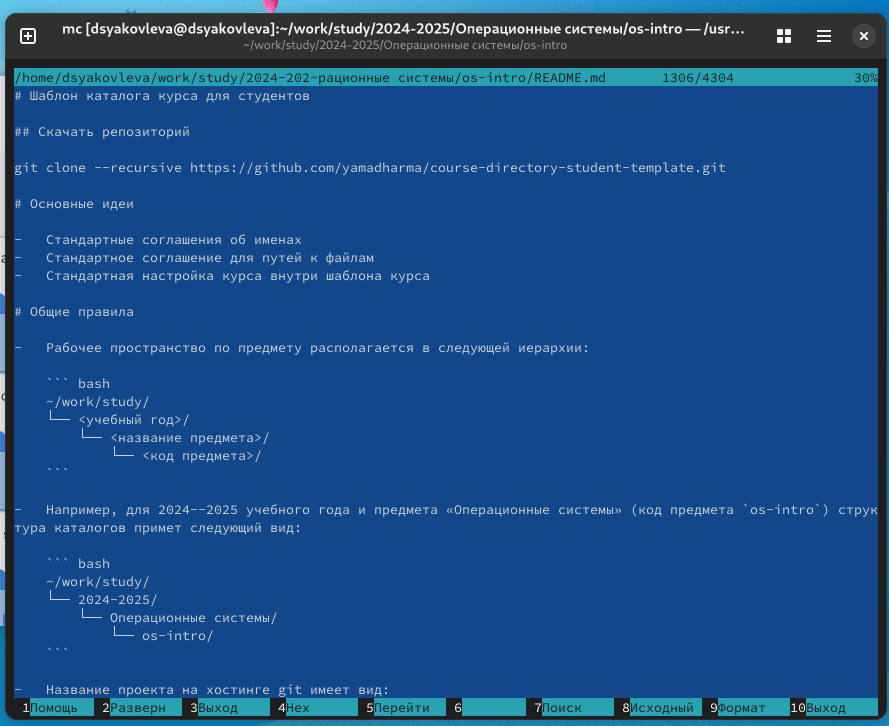 mc [dsyakovleva@dsyakovleva]:~/work/study/2024-2025/Операционные системы/os-intro — /usr…
~/work/study/2024-2025/Операционные системы/os-intro
/home/dsyakovleva/work/study/2024-202~рационные системы/os-intro/README.md 1306/4304 30%
# Шаблон каталога курса для студентов
## Скачать репозиторий
git clone --recursive https://github.com/yamadharma/course-directory-student-template.git
# Основные идеи
-   Стандартные соглашения об именах
-   Стандартное соглашение для путей к файлам
-   Стандартная настройка курса внутри шаблона курса
# Общие правила
-   Рабочее пространство по предмету располагается в следующей иерархии:
    ``` bash
    ~/work/study/
    └── <учебный год>/
        └── <название предмета>/
            └── <код предмета>/
    ```
-   Например, для 2024--2025 учебного года и предмета «Операционные системы» (код предмета `os-intro`) струк
тура каталогов примет следующий вид:
    ``` bash
    ~/work/study/
    └── 2024-2025/
        └── Операционные системы/
            └── os-intro/
    ```
-   Название проекта на хостинге git имеет вид:
1Помощь 2Разверн 3Выход 4Hex 5Перейти 6 7Поиск 8Исходный 9Формат 10Выход